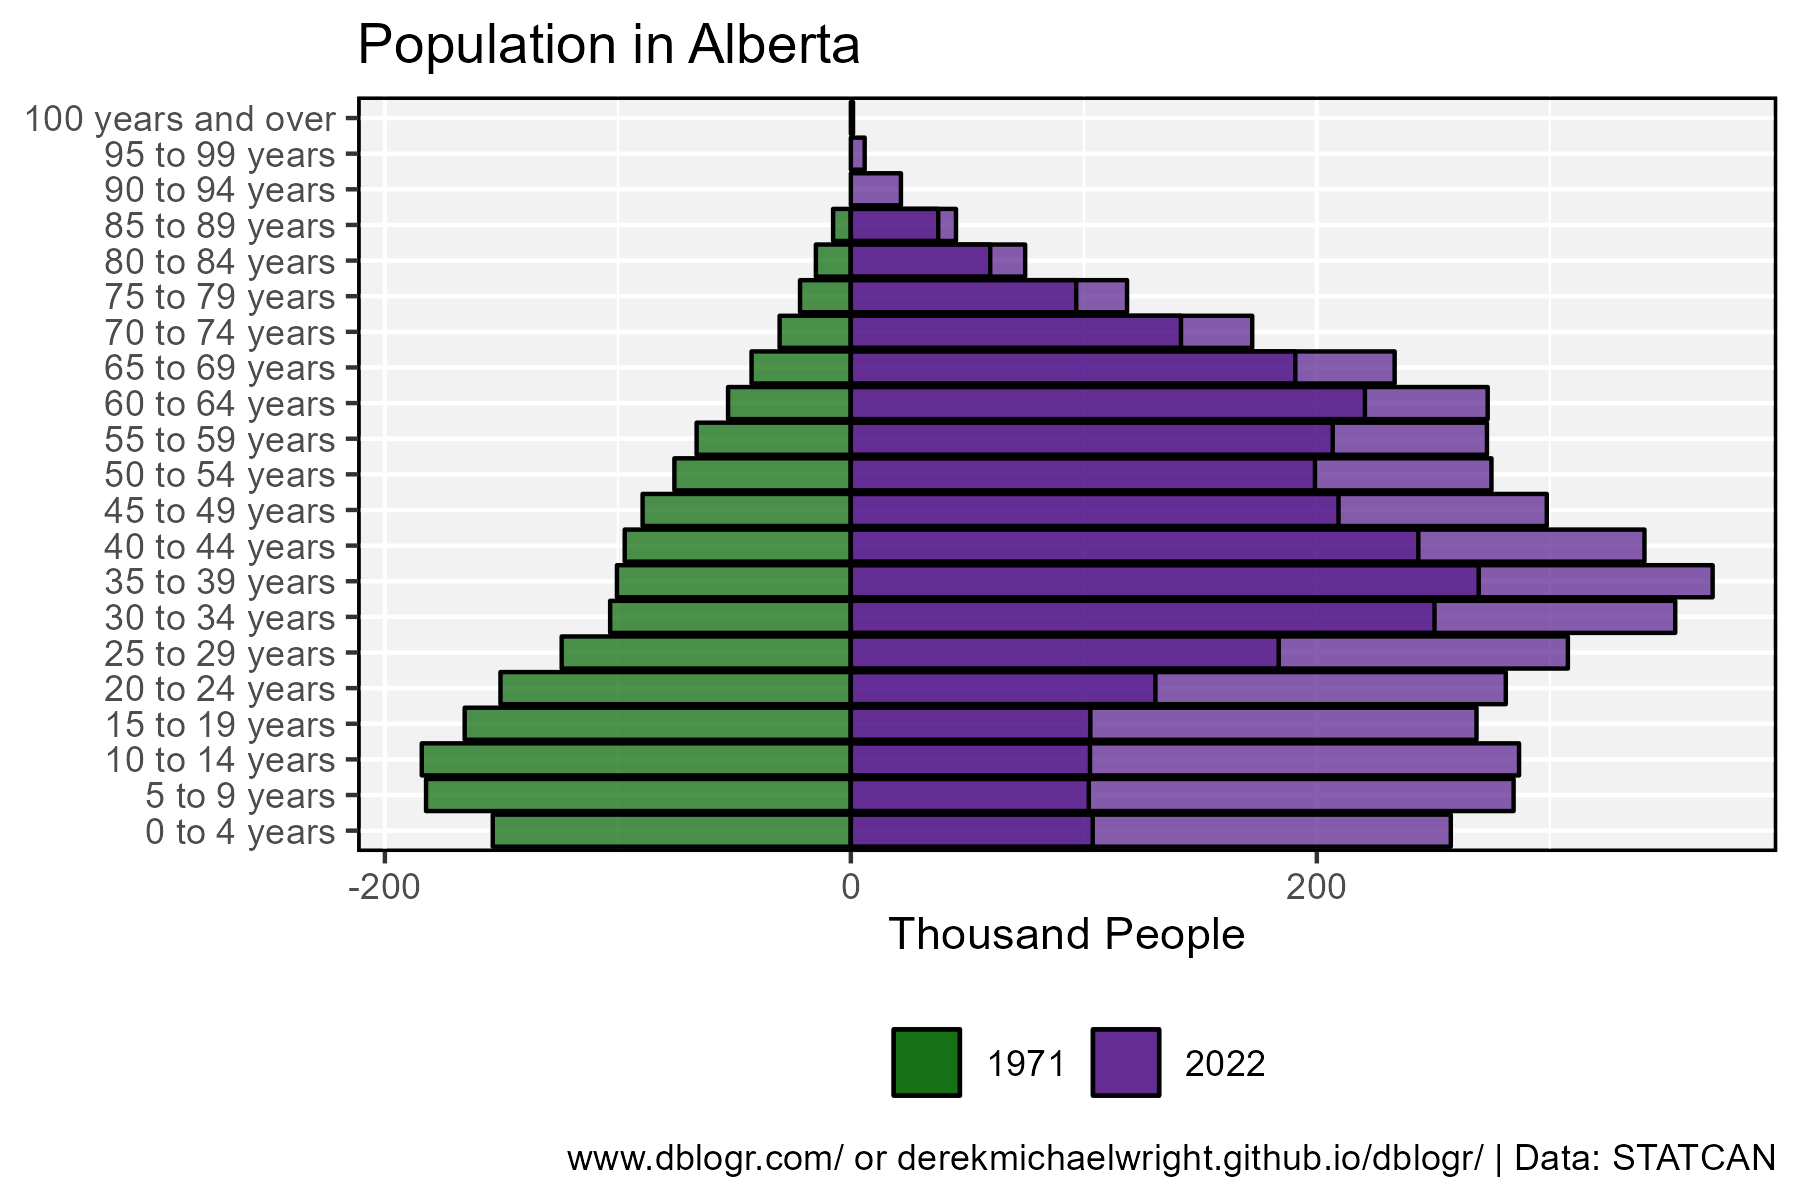 Population in Alberta
100 years and over
95 to 99 years
90 to 94 years
85 to 89 years
80 to 84 years
75 to 79 years
70 to 74 years
65 to 69 years
60 to 64 years
55 to 59 years
50 to 54 years
45 to 49 years
40 to 44 years
35 to 39 years
30 to 34 years
25 to 29 years
20 to 24 years
15 to 19 years
10 to 14 years
5 to 9 years
0 to 4 years
-200 0 200
Thousand People
1971 2022
www.dblogr.com/ or derekmichaelwright.github.io/dblogr/ | Data: STATCAN